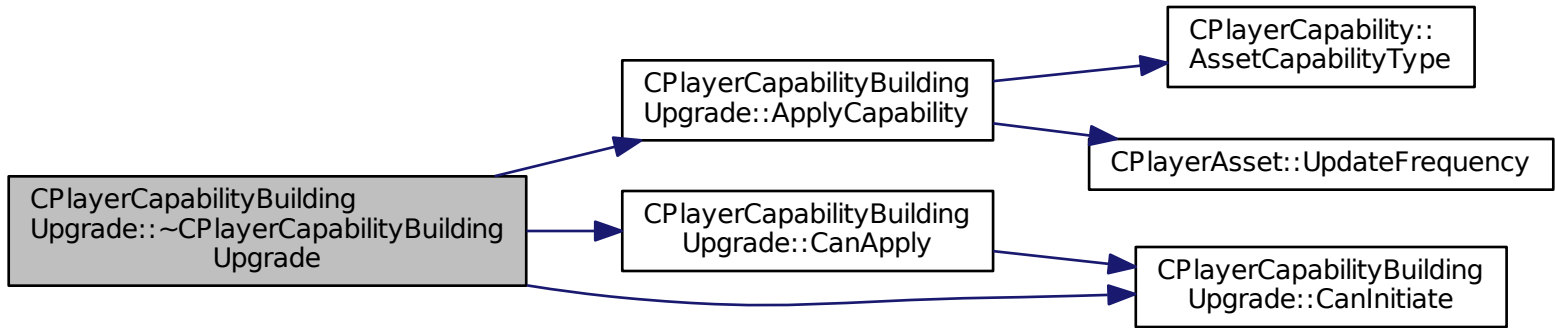 CPlayerCapability::
AssetCapabilityType
CPlayerCapabilityBuilding
Upgrade::ApplyCapability
CPlayerAsset::UpdateFrequency
CPlayerCapabilityBuilding
Upgrade::~CPlayerCapabilityBuilding
Upgrade
CPlayerCapabilityBuilding
Upgrade::CanApply
CPlayerCapabilityBuilding
Upgrade::CanInitiate